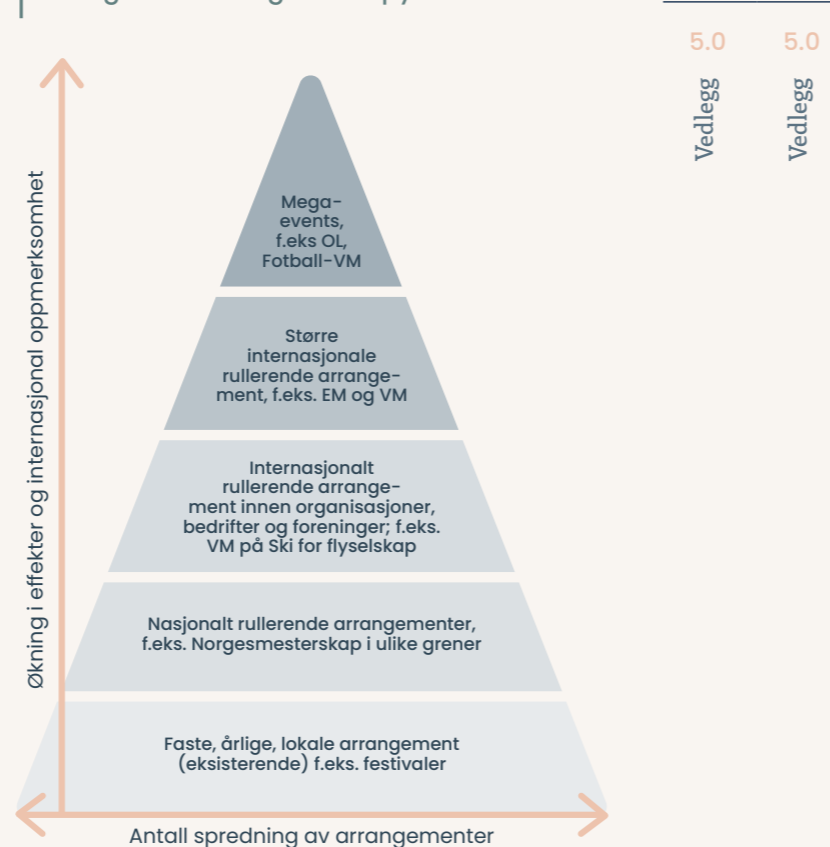 5.0
5.0
Vedlegg
Vedlegg
Økning i effekter og internasjonal oppmerksomhet
Mega-
events,
f.eks OL,
Fotball-VM
Større
internasjonale
rullerende arrange-
ment, f.eks. EM og VM
Internasjonalt
rullerende arrange-
ment innen organisasjoner,
bedrifter og foreninger; f.eks.
VM på Ski for flyselskap
Nasjonalt rullerende arrangementer,
f.eks. Norgesmesterskap i ulike grener
Faste, årlige, lokale arrangement
(eksisterende) f.eks. festivaler
Antall spredning av arrangementer